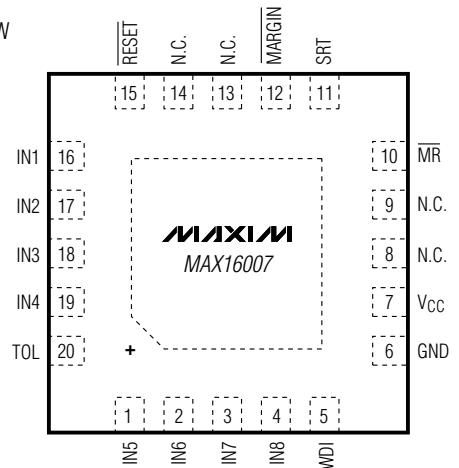 W
RESET
N.C.
N.C.
MARGIN
SRT
15
14
13
12
11
IN1
16
10
MR
IN2
17
9
N.C.
IN3
18
8
N.C.
IN4
19
7
VCC
TOL
20
6
GND
MAXIM
MAX16007
+
1
2
3
4
5
IN5
IN6
IN7
IN8
WDI